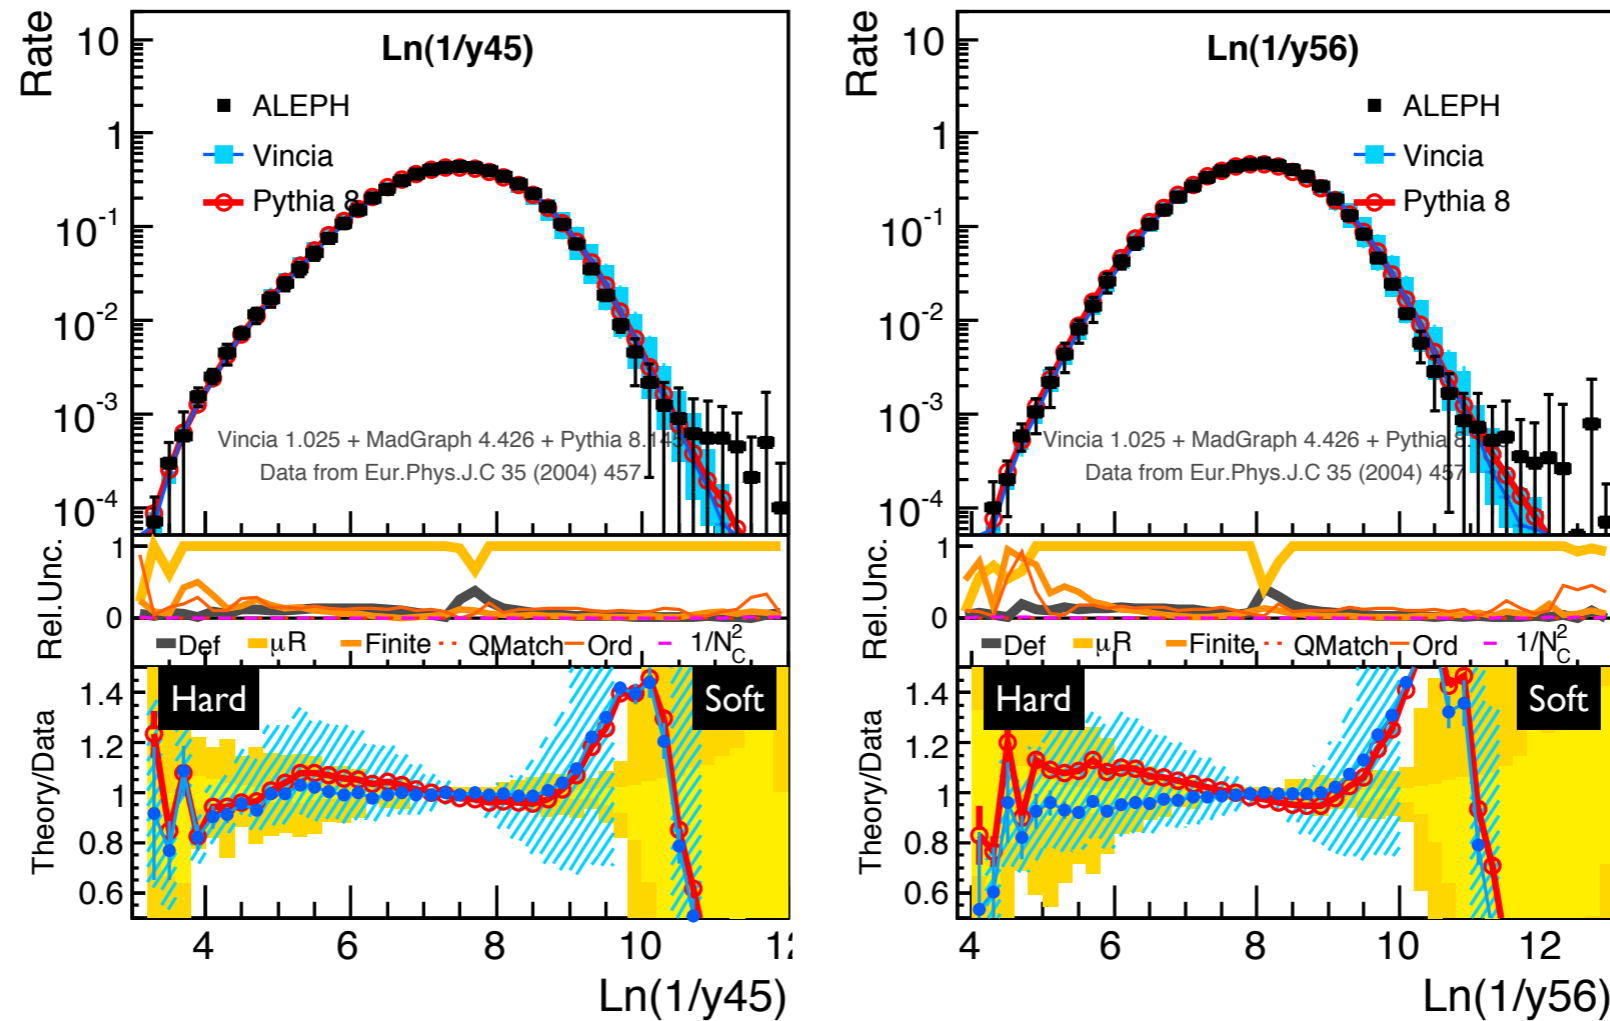 Ln(1/y45)
Rate
10
1
10-1
10-2
10-3
10-4
ALEPH
Vincia
Pythia 8
Vincia 1.025 + MadGraph 4.426 + Pythia 8.145
Data from Eur.Phys.J.C 35 (2004) 457
Rel.Unc.
1
0
Def μR Finite QMatch Ord 1/N2C
Theory/Data
1.4
1.2
1
0.8
0.6
Hard
Soft
4 6 8 10 12
Ln(1/y45)
Ln(1/y56)
Rate
10
1
10-1
10-2
10-3
10-4
ALEPH
Vincia
Pythia 8
Vincia 1.025 + MadGraph 4.426 + Pythia 8
Data from Eur.Phys.J.C 35 (2004) 457
Rel.Unc.
1
0
Def μR Finite QMatch Ord 1/N2C
Theory/Data
1.4
1.2
1
0.8
0.6
Hard
Soft
4 6 8 10 12
Ln(1/y56)